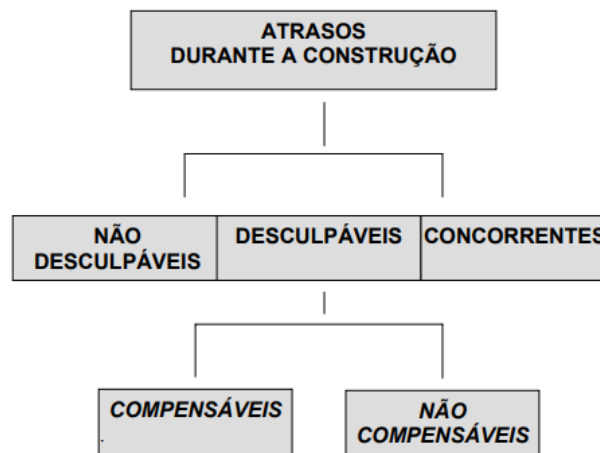 ATRASOS
DURANTE A CONSTRUÇÃO
NÃO
DESCULPÁVEIS
DESCULPÁVEIS
CONCORRENTES
COMPENSÁVEIS
NÃO
COMPENSÁVEIS